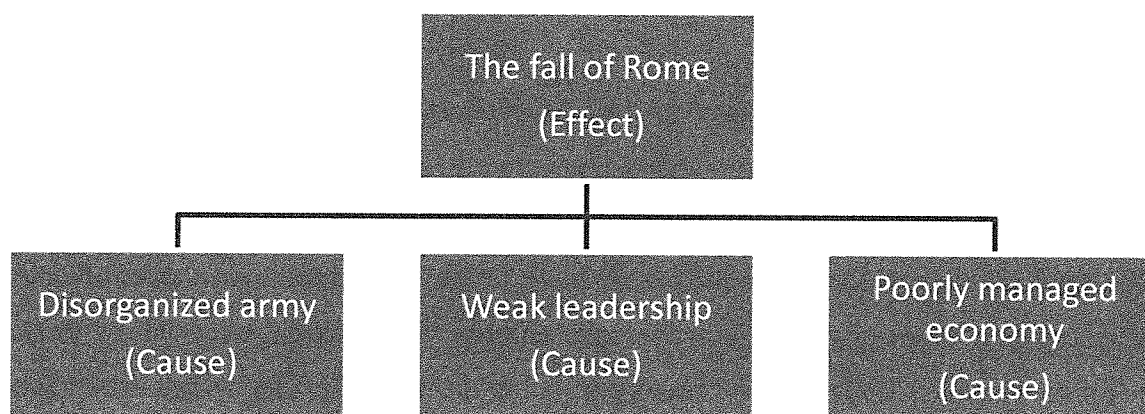 The fall of Rome
(Effect)
Disorganized army
(Cause)
Weak leadership
(Cause)
Poorly managed
economy
(Cause)